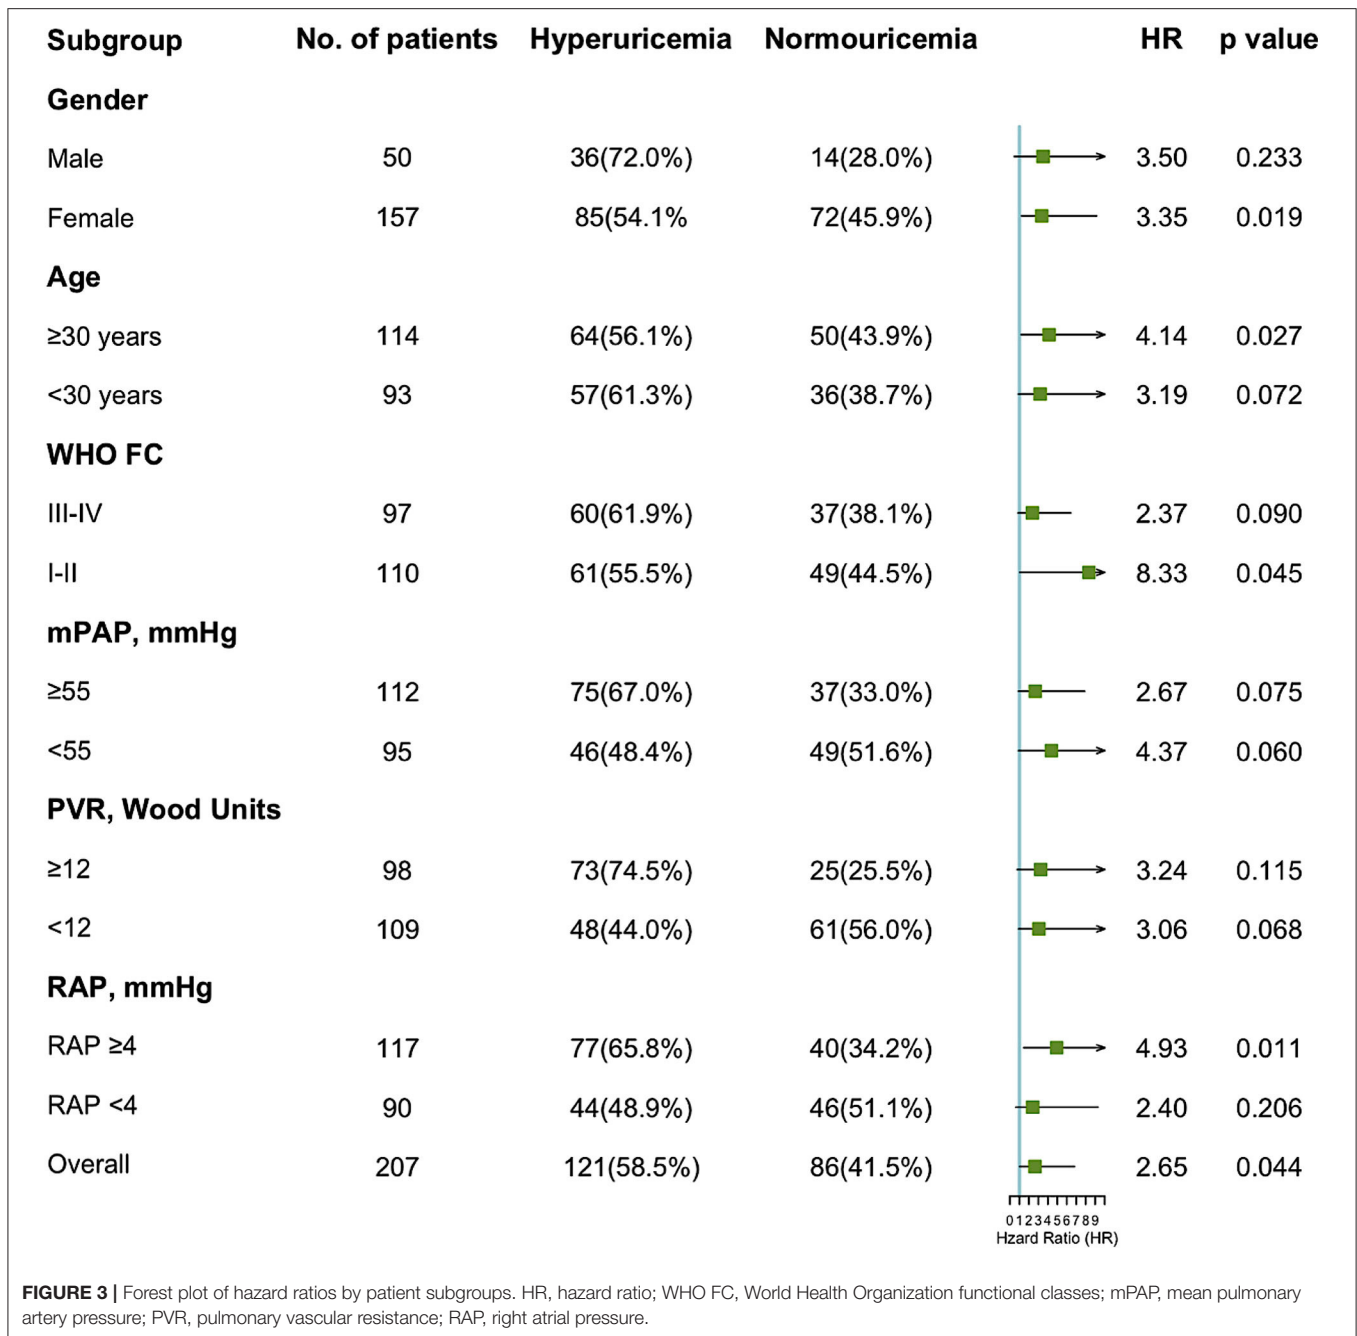 Subgroup No. of patients Hyperuricemia Normouricemia HR p value
Gender
Male 50 36(72.0%) 14(28.0%) 3.50 0.233
Female 157 85(54.1% 72(45.9%) 3.35 0.019
Age
≥30 years 114 64(56.1%) 50(43.9%) 4.14 0.027
<30 years 93 57(61.3%) 36(38.7%) 3.19 0.072
WHO FC
III-IV 97 60(61.9%) 37(38.1%) 2.37 0.090
I-II 110 61(55.5%) 49(44.5%) 8.33 0.045
mPAP, mmHg
≥55 112 75(67.0%) 37(33.0%) 2.67 0.075
<55 95 46(48.4%) 49(51.6%) 4.37 0.060
PVR, Wood Units
≥12 98 73(74.5%) 25(25.5%) 3.24 0.115
<12 109 48(44.0%) 61(56.0%) 3.06 0.068
RAP, mmHg
RAP ≥4 117 77(65.8%) 40(34.2%) 4.93 0.011
RAP <4 90 44(48.9%) 46(51.1%) 2.40 0.206
Overall 207 121(58.5%) 86(41.5%) 2.65 0.044
0 1 2 3 4 5 6 7 8 9
Hzard Ratio (HR)
FIGURE 3 | Forest plot of hazard ratios by patient subgroups. HR, hazard ratio; WHO FC, World Health Organization functional classes; mPAP, mean pulmonary
artery pressure; PVR, pulmonary vascular resistance; RAP, right atrial pressure.